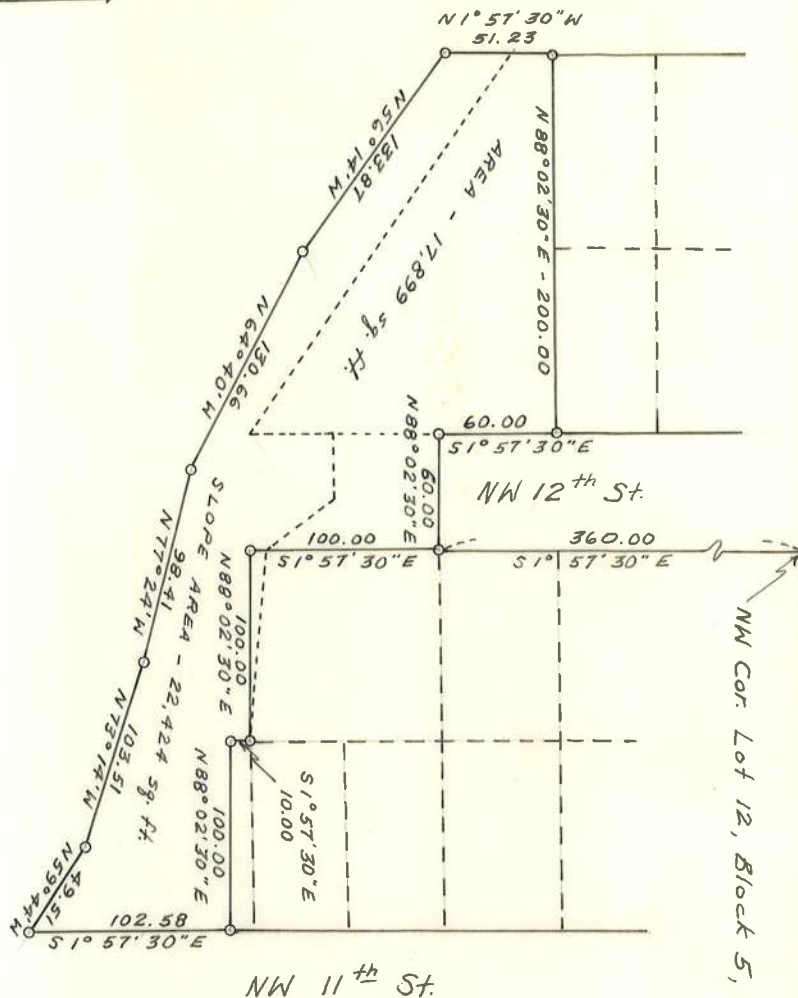 N 1° 57' 30" W
51.23
N 56° 14' W
133.87
N 88° 02' 30" E - 200.00
AREA - 17,899 sq. ft.
N 64° 40' W
130.66
60.00
S 1° 57' 30" E
N 88° 02' 30" E
60.00
NW 12th St.
100.00
S 1° 57' 30" E
360.00
S 1° 57' 30" E
N 77° 24' W
98.41
SLOPE AREA - 22,424 sq. ft.
N 88° 02' 30" E
100.00
NW Cor. Lot 12, Block 5,
N 73° 14' W
103.51
S 1° 57' 30" E
10.00
N 88° 02' 30" E
100.00
N 59° 44' W
49.51
102.58
S 1° 57' 30" E
NW 11th St.